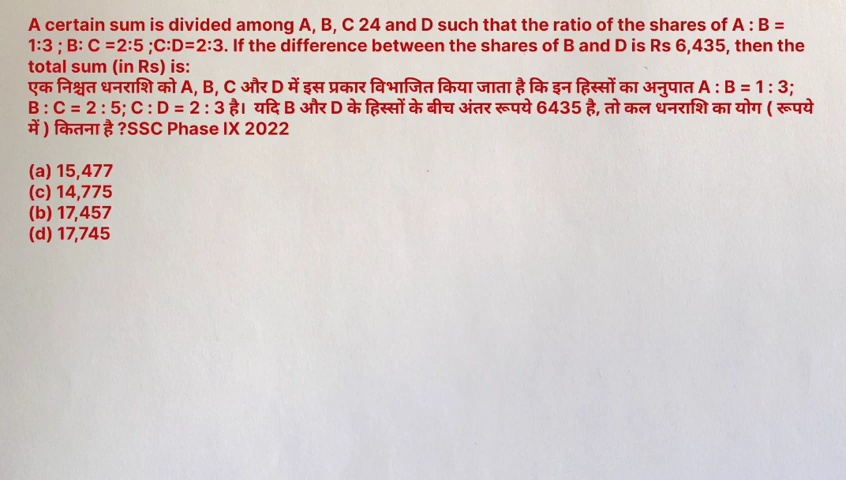 A certain sum is divided among A, B, C 24 and D such that the ratio of the shares of A : B =
1:3 ; B: C =2:5 ;C:D=2:3. If the difference between the shares of B and D is Rs 6,435, then the
total sum (in Rs) is:
एक निश्चत धनराशि को A, B, C और D में इस प्रकार विभाजित किया जाता है कि इन हिस्सों का अनुपात A : B = 1 : 3;
B : C = 2 : 5; C : D = 2 : 3 है। यदि B और D के हिस्सों के बीच अंतर रूपये 6435 है, तो कल धनराशि का योग ( रूपये
में ) कितना है ?SSC Phase IX 2022
(a) 15,477
(c) 14,775
(b) 17,457
(d) 17,745